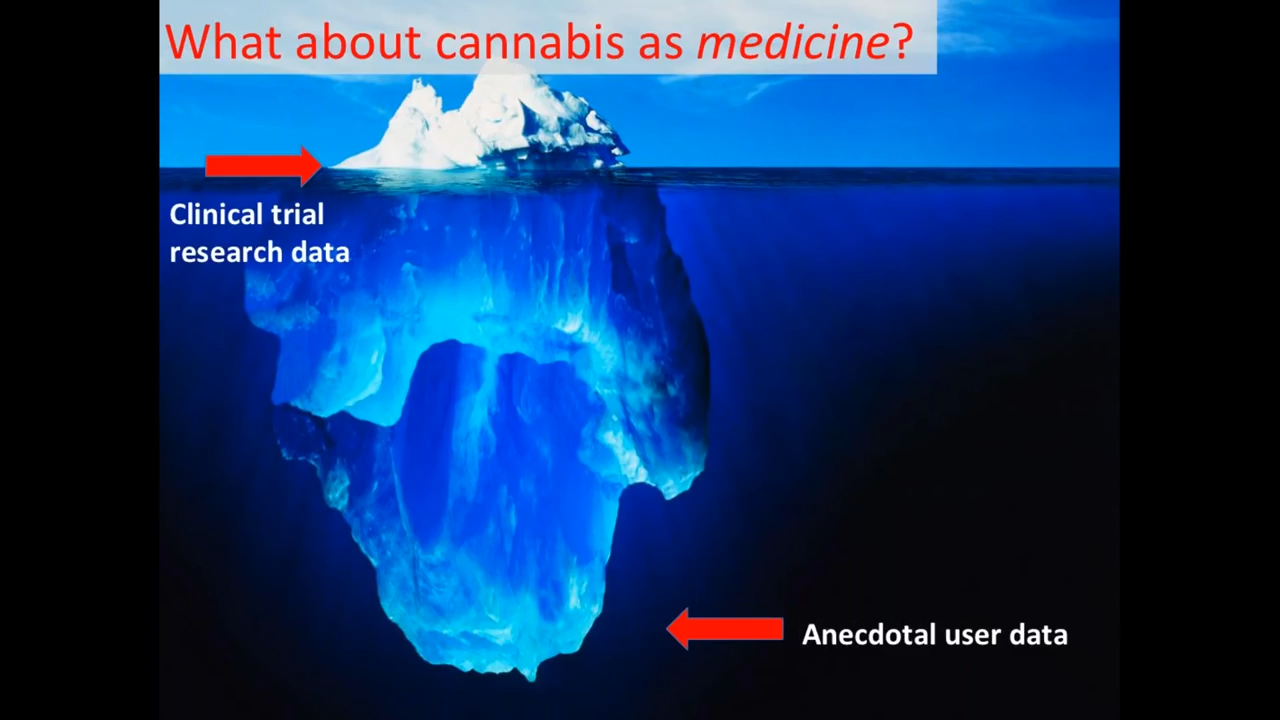 What about cannabis as medicine?
Clinical trial
research data
Anecdotal user data